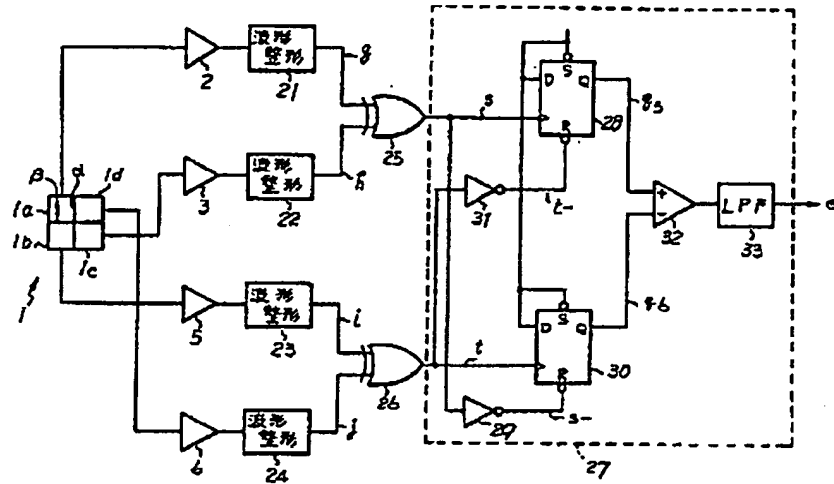 波形
整形
2
21
g
S
D
Q
R
28
s
25
q5
β
α
1d
1a
1b
1c
1
3
波形
整形
22
h
31
t-
+
-
32
LPF
33
e
5
波形
整形
23
i
S
D
Q
R
30
q6
t
26
6
波形
整形
24
j
29
s-
27